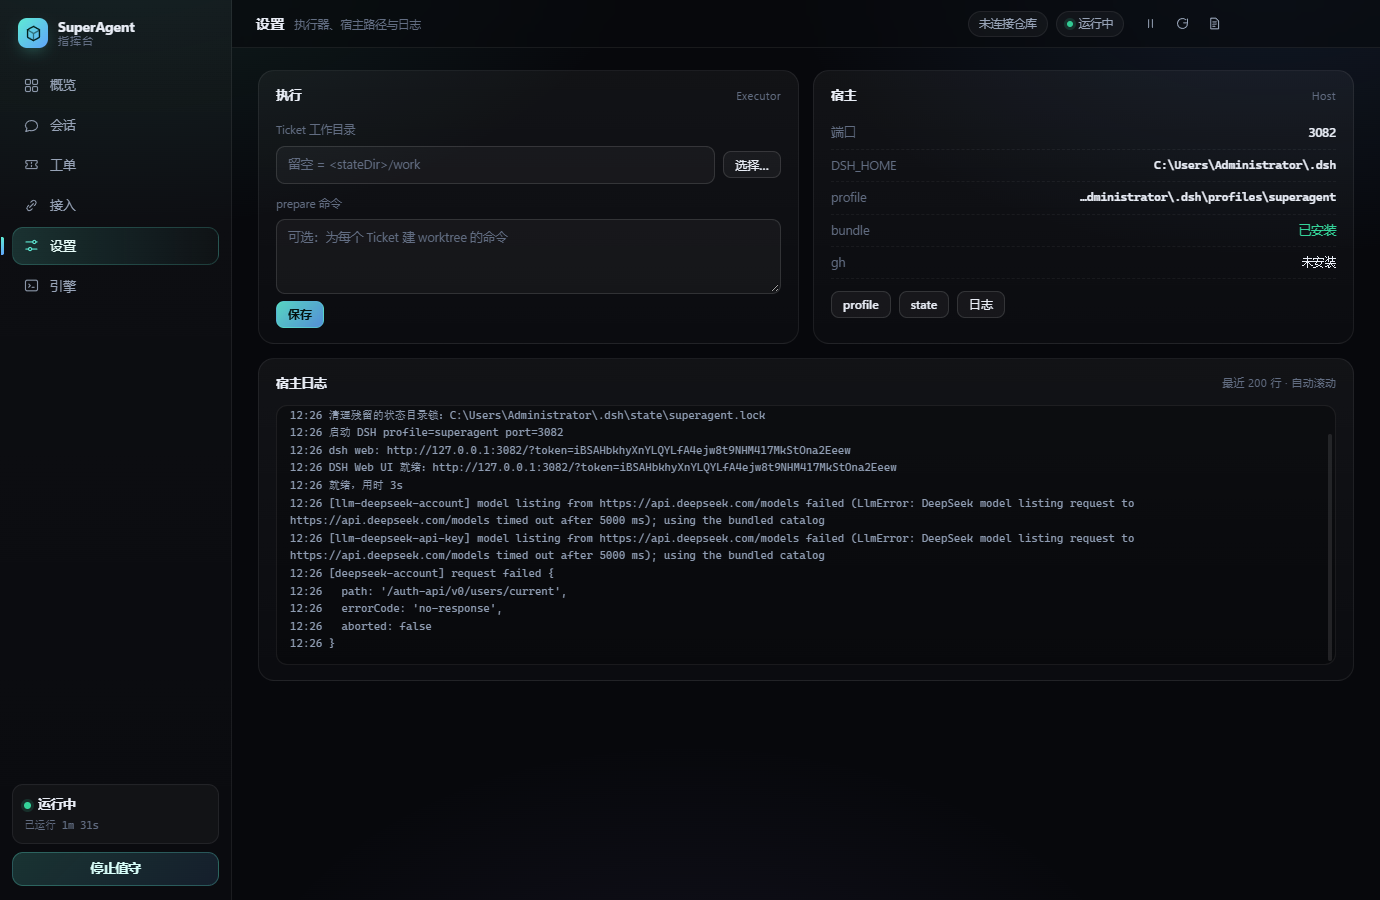 SuperAgent
指挥台
概览
会话
工单
接入
设置
引擎
运行中
已运行 1m 31s
停止值守
设置 执行器、宿主路径与日志
未连接仓库 运行中
执行 Executor
Ticket 工作目录
留空 = <stateDir>/work 选择...
prepare 命令
可选：为每个 Ticket 建 worktree 的命令
保存
宿主 Host
端口 3082
DSH_HOME C:\Users\Administrator\.dsh
profile …dministrator\.dsh\profiles\superagent
bundle 已安装
gh 未安装
profile state 日志
宿主日志 最近 200 行 · 自动滚动
12:26 清理残留的状态目录锁：C:\Users\Administrator\.dsh\state\superagent.lock
12:26 启动 DSH profile=superagent port=3082
12:26 dsh web: http://127.0.0.1:3082/?token=iBSAHbkhyXnYLQYLfA4ejw8t9NHM417MkStOna2Eeew
12:26 DSH Web UI 就绪：http://127.0.0.1:3082/?token=iBSAHbkhyXnYLQYLfA4ejw8t9NHM417MkStOna2Eeew
12:26 就绪，用时 3s
12:26 [llm-deepseek-account] model listing from https://api.deepseek.com/models failed (LlmError: DeepSeek model listing request to
https://api.deepseek.com/models timed out after 5000 ms); using the bundled catalog
12:26 [llm-deepseek-api-key] model listing from https://api.deepseek.com/models failed (LlmError: DeepSeek model listing request to
https://api.deepseek.com/models timed out after 5000 ms); using the bundled catalog
12:26 [deepseek-account] request failed {
12:26   path: '/auth-api/v0/users/current',
12:26   errorCode: 'no-response',
12:26   aborted: false
12:26 }